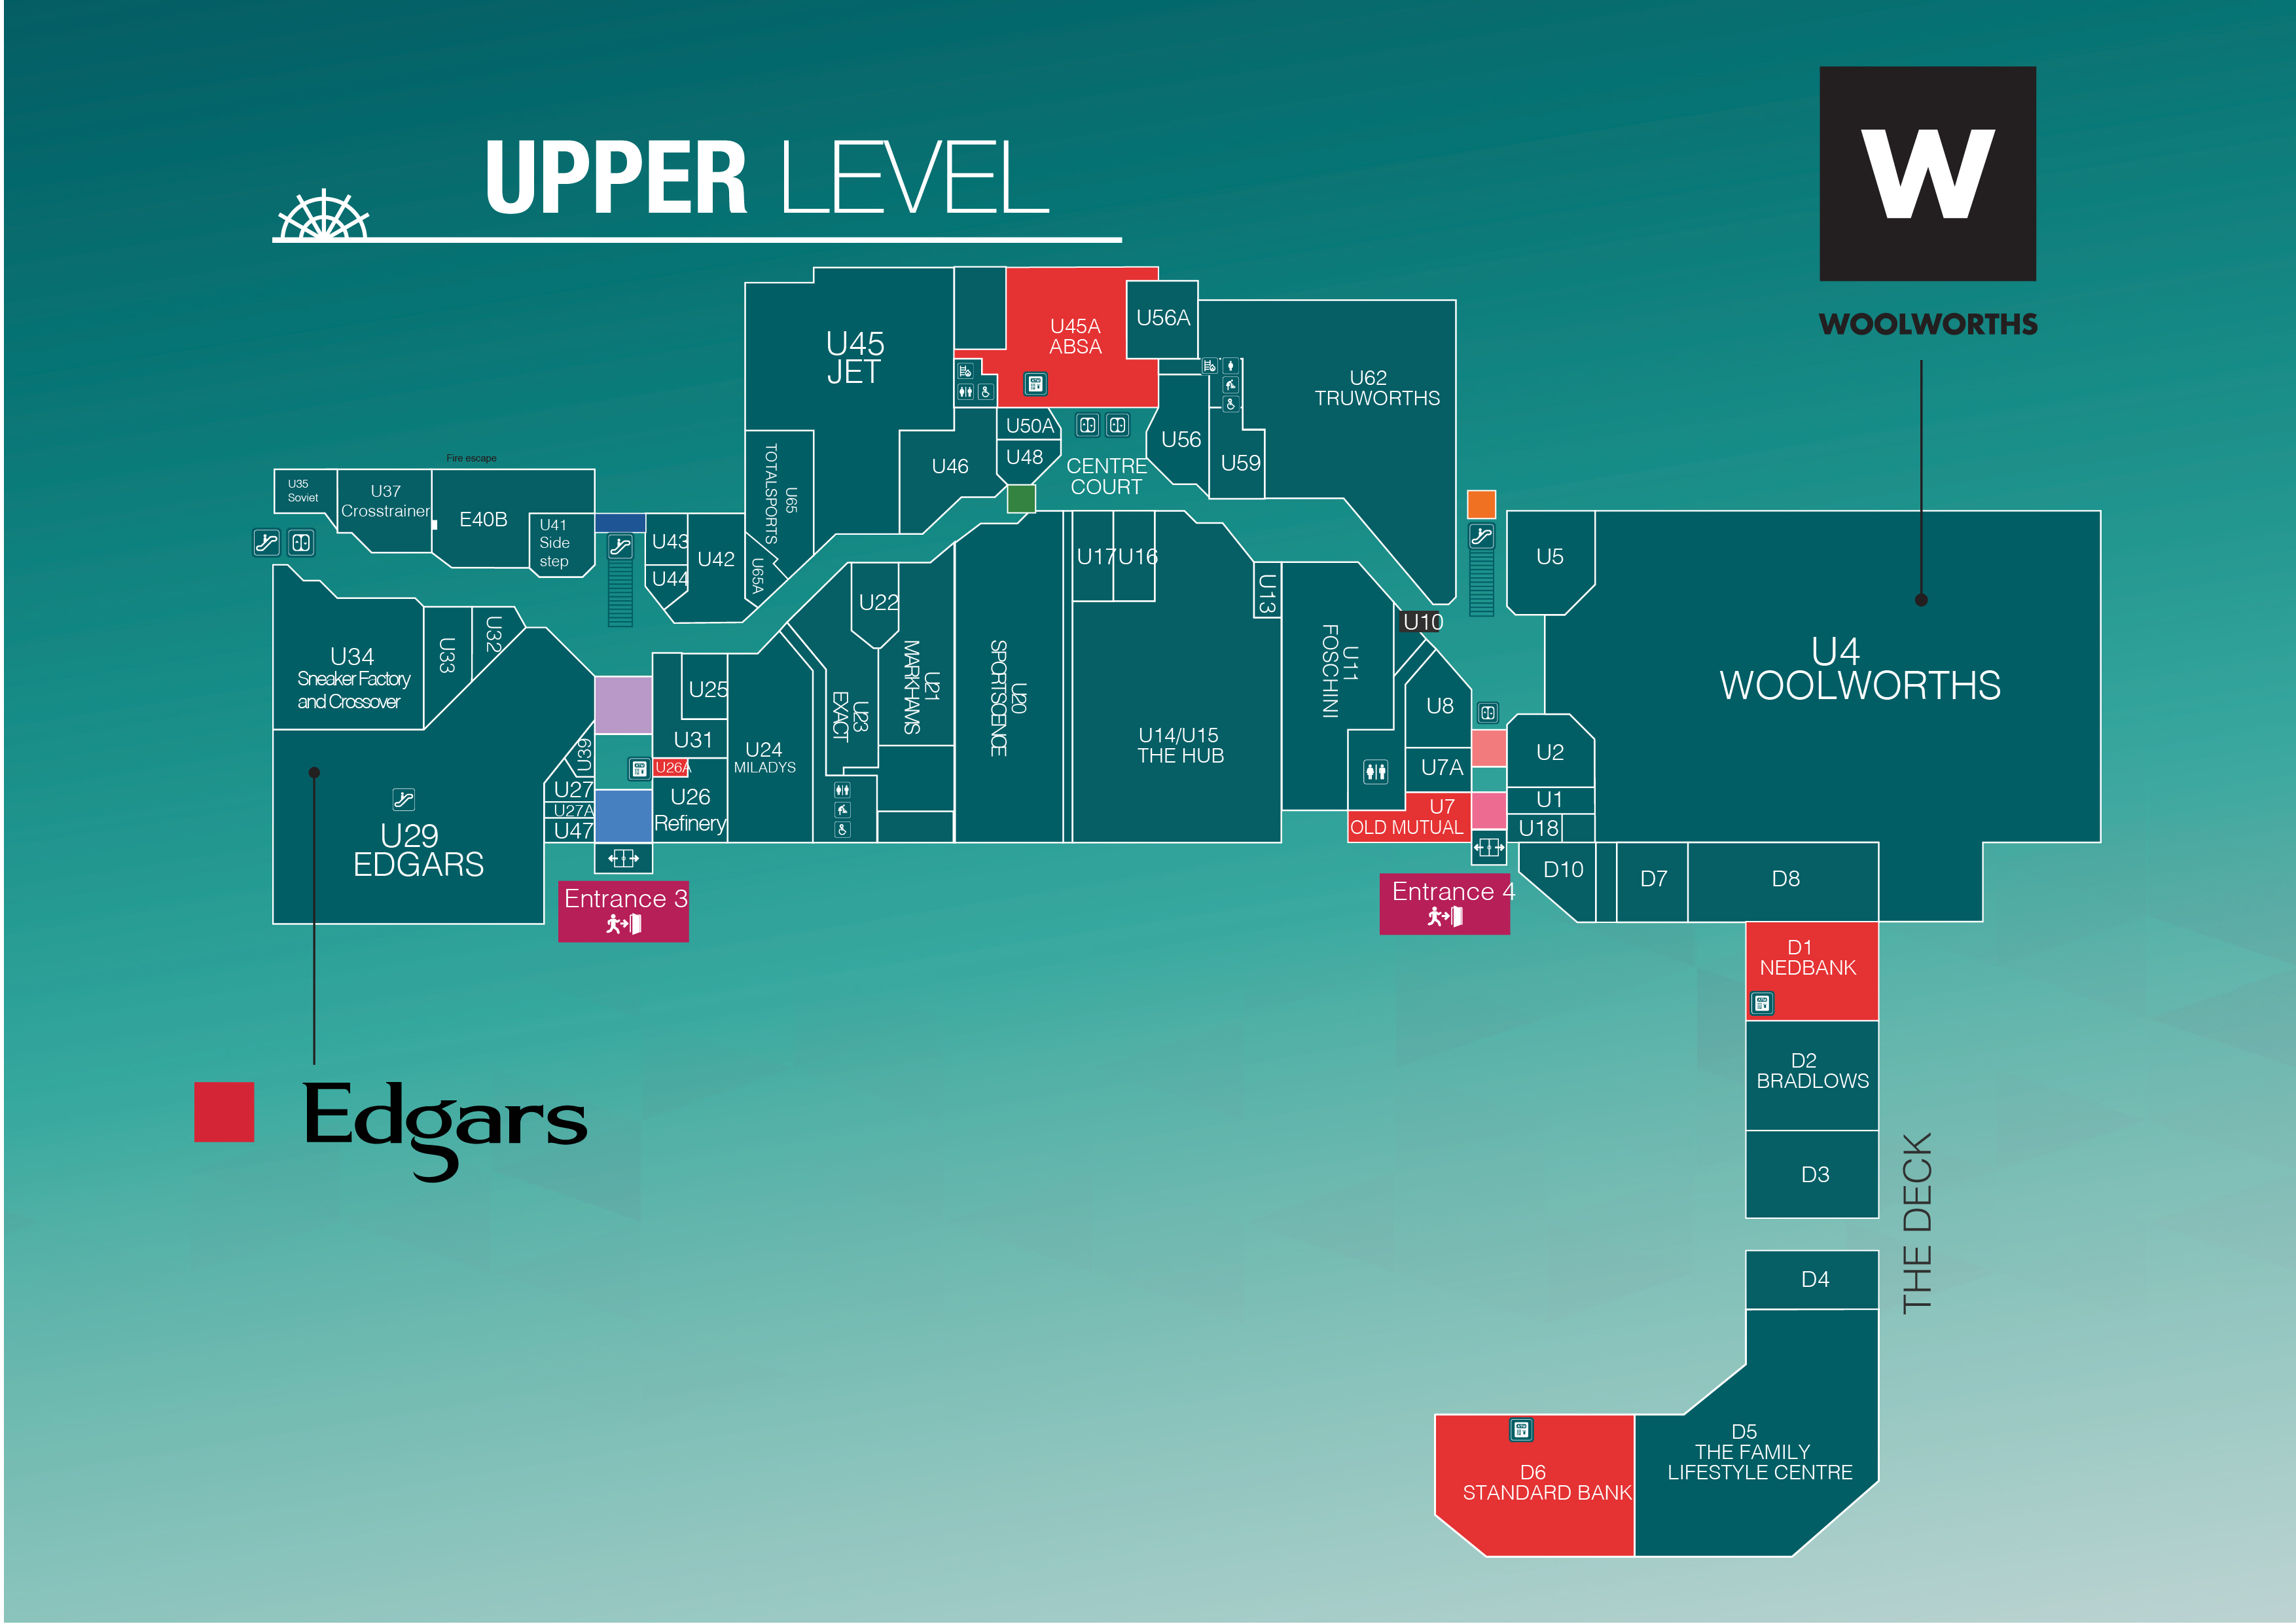 UPPER LEVEL
W
WOOLWORTHS
U45
JET
U45A
ABSA
U56A
U62
TRUWORTHS
U50A
U48
U46
CENTRE
COURT
U56
U59
Fire escape
U35
Soviet
U37
Crosstrainer
E40B
U41
Side
step
U43
U44
U42
U65
TOTALSPORTS
U65A
U17
U16
U13
U10
U5
U4
WOOLWORTHS
U34
Sneaker Factory
and Crossover
U33
U32
U22
U25
U31
U24
MILADYS
U23
EXACT
U21
MARKHAMS
U20
SPORTSCENCE
U14/U15
THE HUB
U11
FOSCHINI
U8
U7A
U7
OLD MUTUAL
U2
U1
U18
U39
U27
U27A
U47
U26A
U26
Refinery
U29
EDGARS
Entrance 3
Entrance 4
D10
D7
D8
D1
NEDBANK
D2
BRADLOWS
D3
D4
THE DECK
D5
THE FAMILY
LIFESTYLE CENTRE
D6
STANDARD BANK
Edgars